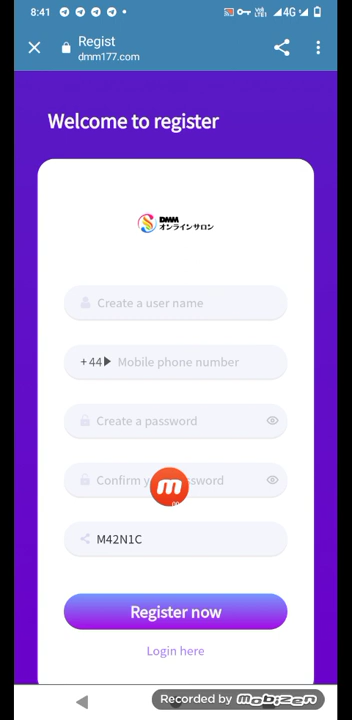 8:41
4G
Regist
dmm177.com
Welcome to register
DMM
オンラインサロン
Create a user name
+44
Mobile phone number
Create a password
Confirm y ssword
M42N1C
Register now
Login here
Recorded by MOBIZEN